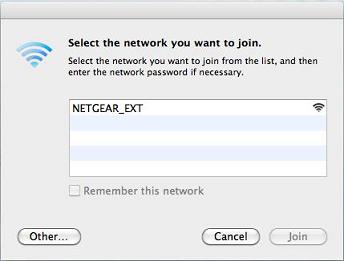 Select the network you want to join.
Select the network you want to join from the list, and then
enter the network password if necessary.
NETGEAR_EXT
Remember this network
Other...
Cancel
Join